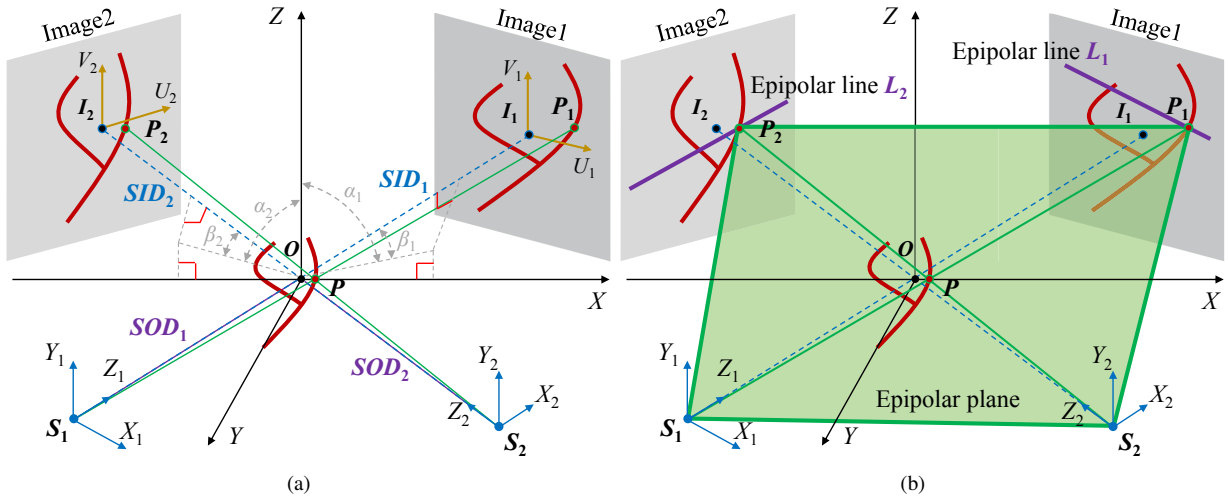 Image2
Z
Image1
V₂
U₂
I₂
P₂
V₁
P₁
I₁
U₁
SID₂
SID₁
α₂
α₁
β₂
β₁
O
P
X
SOD₁
SOD₂
Y₁
Z₁
X₁
S₁
Y
Y₂
X₂
Z₂
S₂
(a)
Image2
Z
Image1
Epipolar line L₁
Epipolar line L₂
I₂
P₂
I₁
P₁
O
P
X
Y₁
Z₁
X₁
S₁
Epipolar plane
Y
Y₂
X₂
Z₂
S₂
(b)